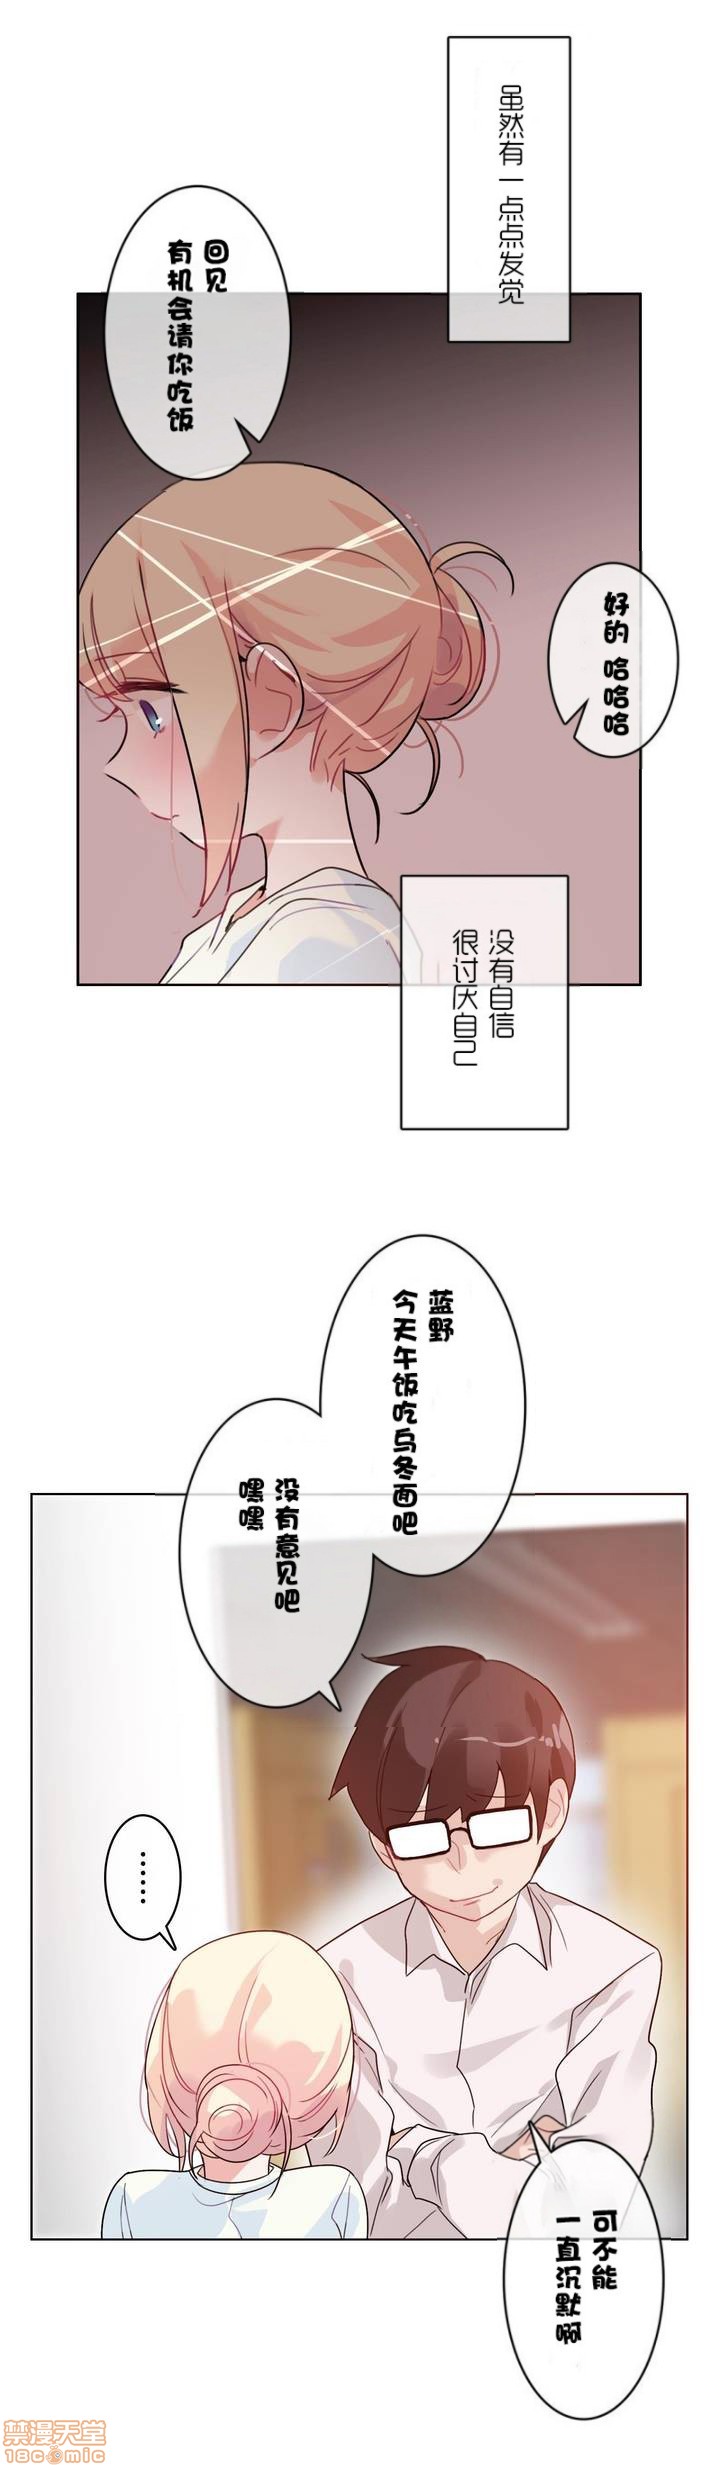 虽然有一点点发觉
回见
有机会请你吃饭
好的 哈哈哈
没有自信
很讨厌自己
蓝野
今天午饭吃乌冬面吧
没有意见吧
嘿嘿
……
可不能
一直沉默啊
禁漫天堂
18comic